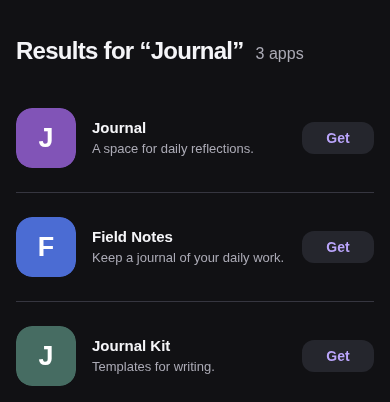 Results for “Journal” 3 apps
J
Journal
A space for daily reflections.
Get
F
Field Notes
Keep a journal of your daily work.
Get
J
Journal Kit
Templates for writing.
Get